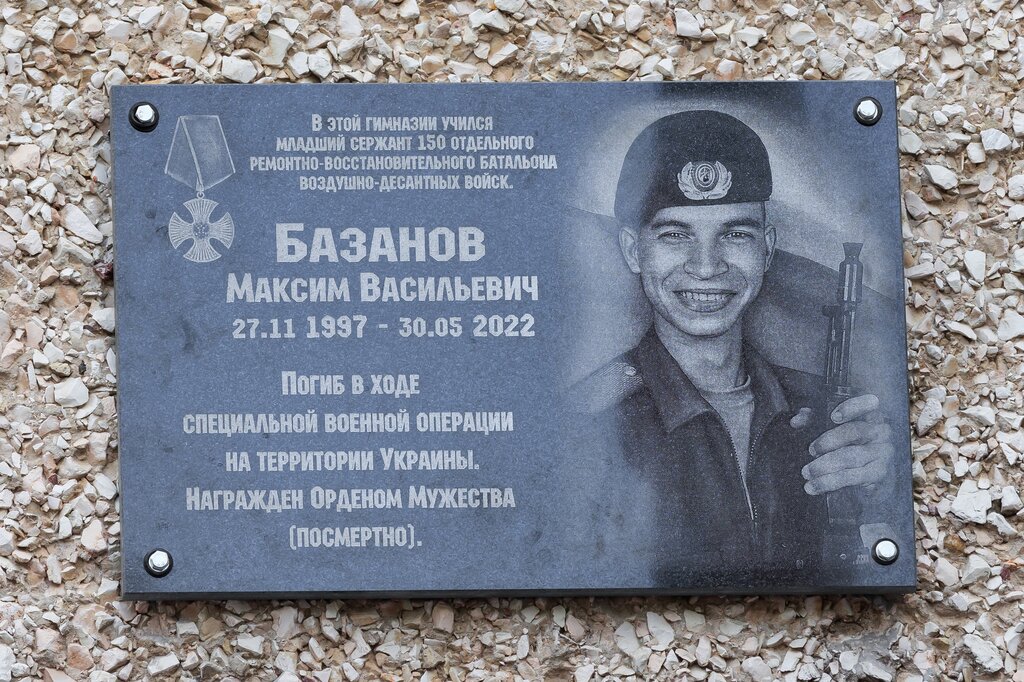 В этой гимназии учился
младший сержант 150 отдельного
ремонтно-восстановительного батальона
воздушно-десантных войск.
БАЗАНОВ
Максим Васильевич
27.11 1997 - 30.05 2022
Погиб в ходе
специальной военной операции
на территории Украины.
Награжден Орденом Мужества
(посмертно).